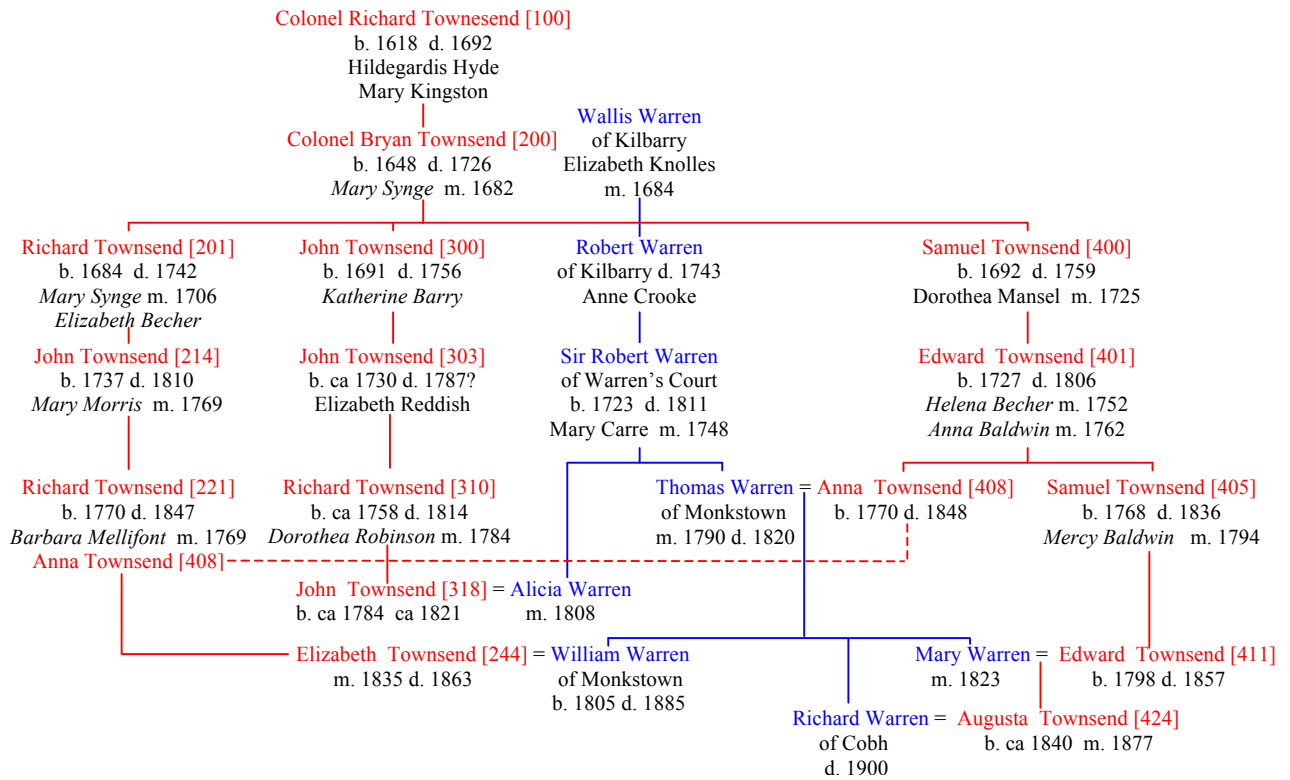 Colonel Richard Townesend [100]
b. 1618 d. 1692
Hildegardis Hyde
Mary Kingston
Colonel Bryan Townsend [200]
b. 1648 d. 1726
Mary Synge m. 1682
Wallis Warren
of Kilbarry
Elizabeth Knolles
m. 1684
Richard Townsend [201]
b. 1684 d. 1742
Mary Synge m. 1706
Elizabeth Becher
John Townsend [300]
b. 1691 d. 1756
Katherine Barry
Robert Warren
of Kilbarry d. 1743
Anne Crooke
Samuel Townsend [400]
b. 1692 d. 1759
Dorothea Mansel m. 1725
John Townsend [214]
b. 1737 d. 1810
Mary Morris m. 1769
John Townsend [303]
b. ca 1730 d. 1787?
Elizabeth Reddish
Sir Robert Warren
of Warren's Court
b. 1723 d. 1811
Mary Carre m. 1748
Edward Townsend [401]
b. 1727 d. 1806
Helena Becher m. 1752
Anna Baldwin m. 1762
Richard Townsend [221]
b. 1770 d. 1847
Barbara Mellifont m. 1769
Anna Townsend [408]
Richard Townsend [310]
b. ca 1758 d. 1814
Dorothea Robinson m. 1784
Thomas Warren = Anna Townsend [408]
of Monkstown
m. 1790 d. 1820
b. 1770 d. 1848
Samuel Townsend [405]
b. 1768 d. 1836
Mercy Baldwin m. 1794
John Townsend [318] = Alicia Warren
b. ca 1784 ca 1821
m. 1808
Elizabeth Townsend [244] = William Warren
m. 1835 d. 1863
of Monkstown
b. 1805 d. 1885
Mary Warren = Edward Townsend [411]
m. 1823
b. 1798 d. 1857
Richard Warren = Augusta Townsend [424]
of Cobh
d. 1900
b. ca 1840 m. 1877